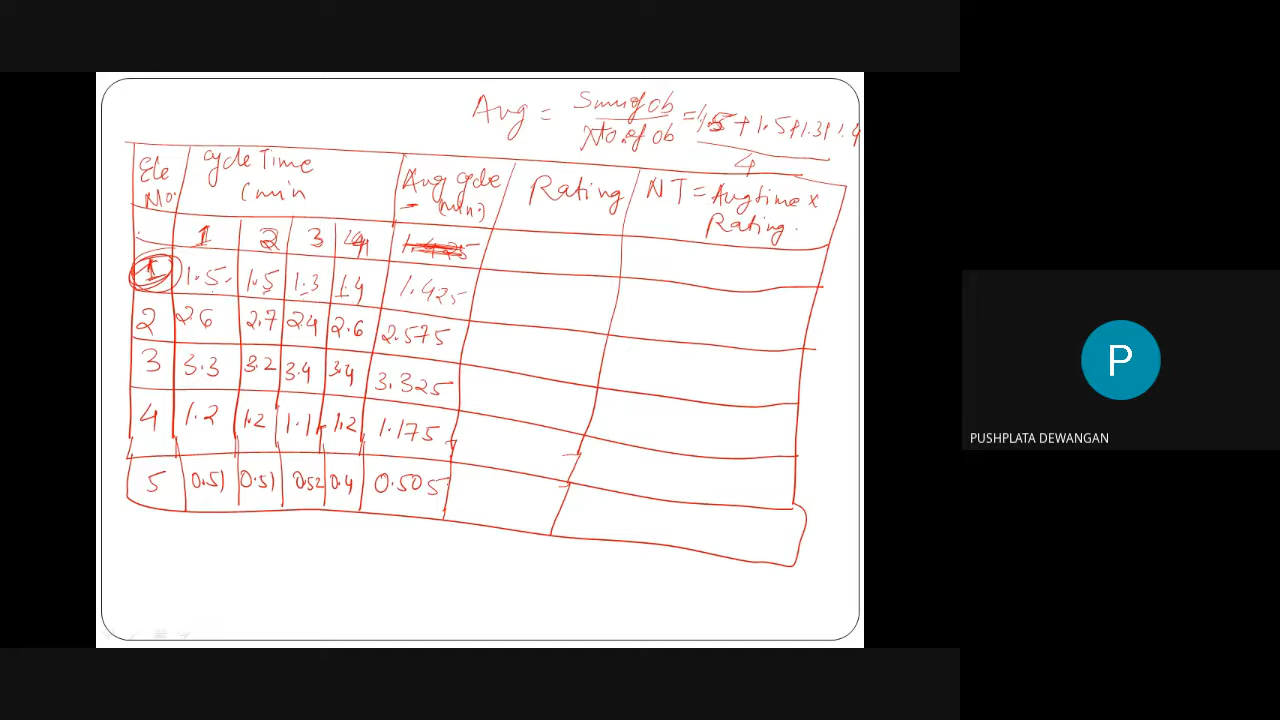 Avg = Sum of ob / No. of ob = 1.5 + 1.5 + 1.3 + 1.4 / 4
Ele No. Cycle Time (min Avg cycle (min.) Rating NT = Avg time x Rating.
1 2 3 4
1 1.5 1.5 1.3 1.4 1.425
2 2.6 2.7 2.4 2.6 2.575
3 3.3 3.2 3.4 3.4 3.325
4 1.2 1.2 1.1 1.2 1.175
5 0.51 0.51 0.52 0.4 0.505
P
PUSHPLATA DEWANGAN